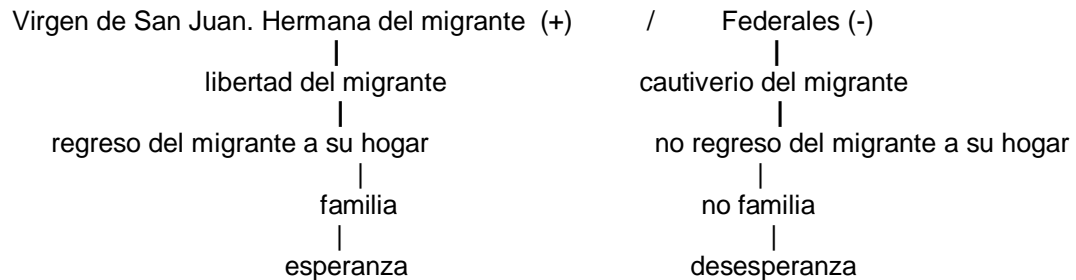 Virgen de San Juan. Hermana del migrante (+) / Federales (-)
libertad del migrante cautiverio del migrante
regreso del migrante a su hogar no regreso del migrante a su hogar
familia no familia
esperanza desesperanza